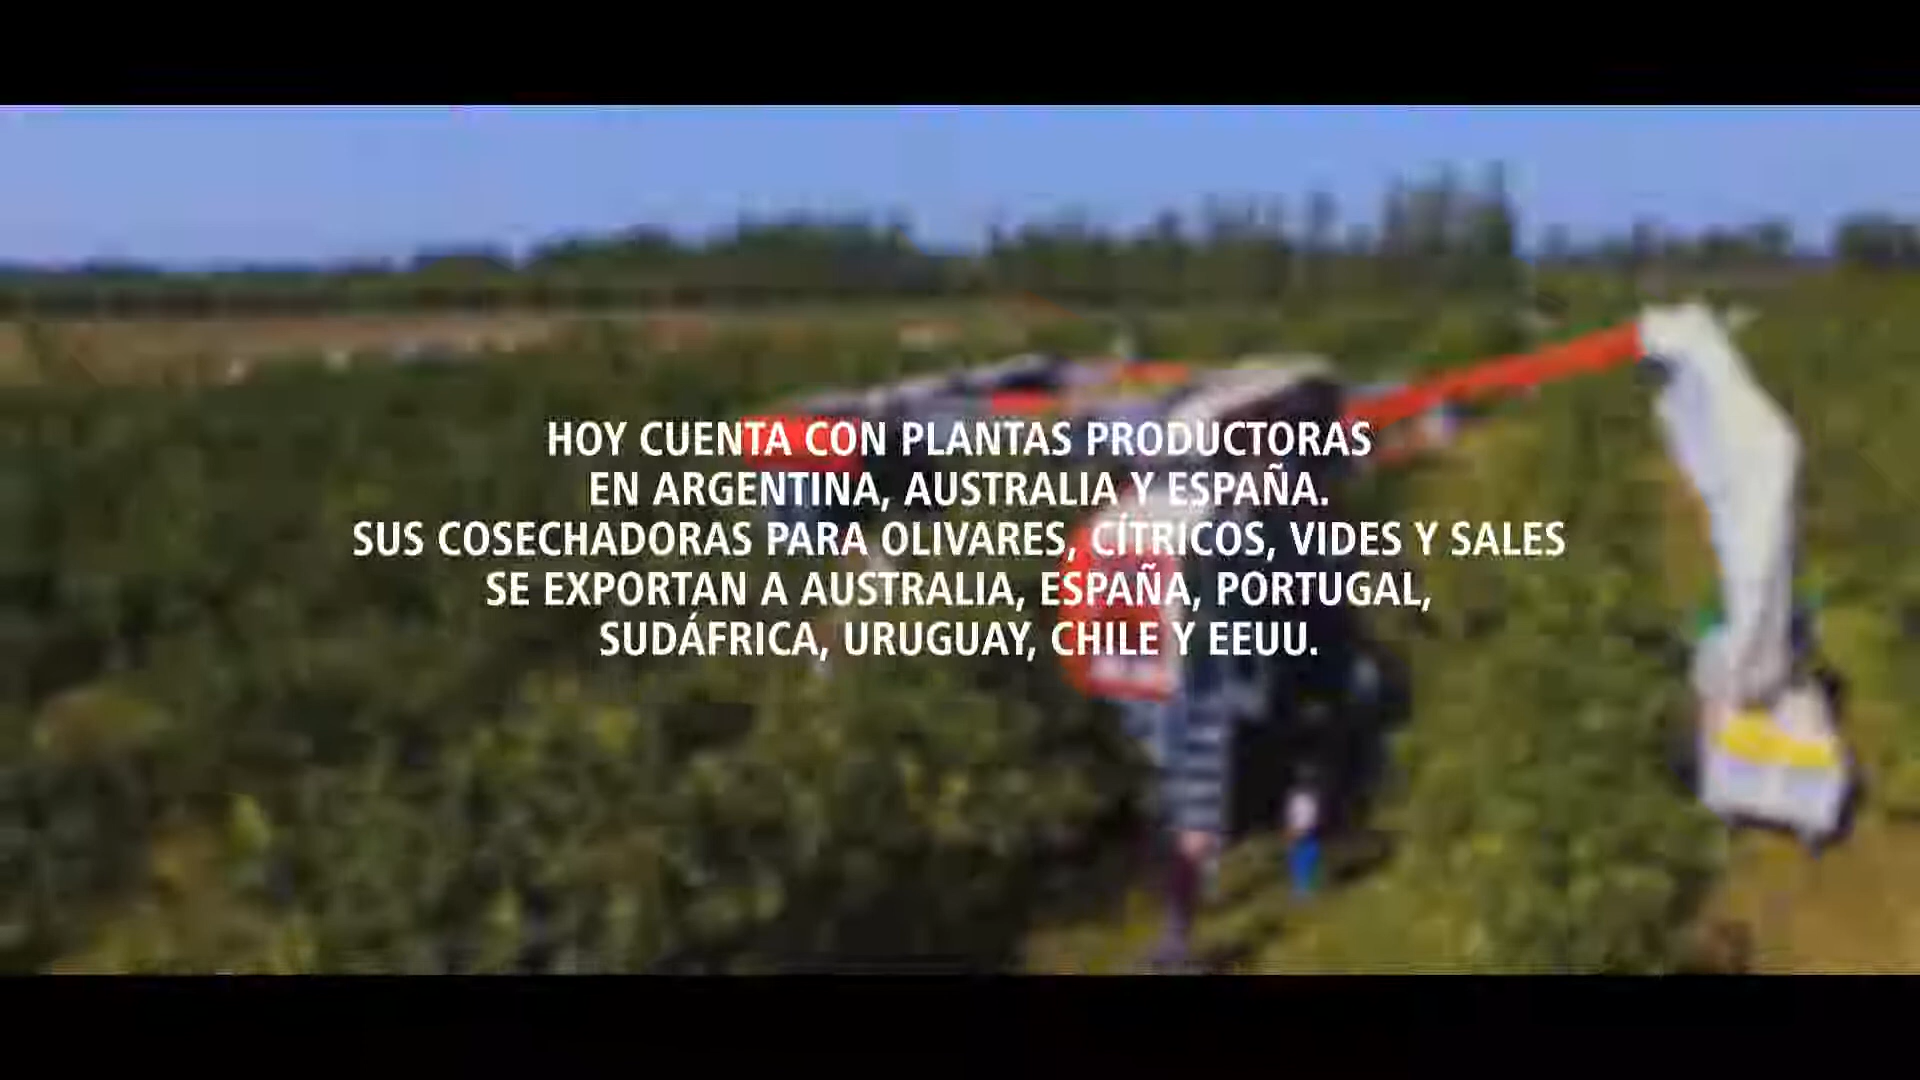 HOY CUENTA CON PLANTAS PRODUCTORAS
EN ARGENTINA, AUSTRALIA Y ESPAÑA.
SUS COSECHADORAS PARA OLIVARES, CÍTRICOS, VIDES Y SALES
SE EXPORTAN A AUSTRALIA, ESPAÑA, PORTUGAL,
SUDÁFRICA, URUGUAY, CHILE Y EEUU.